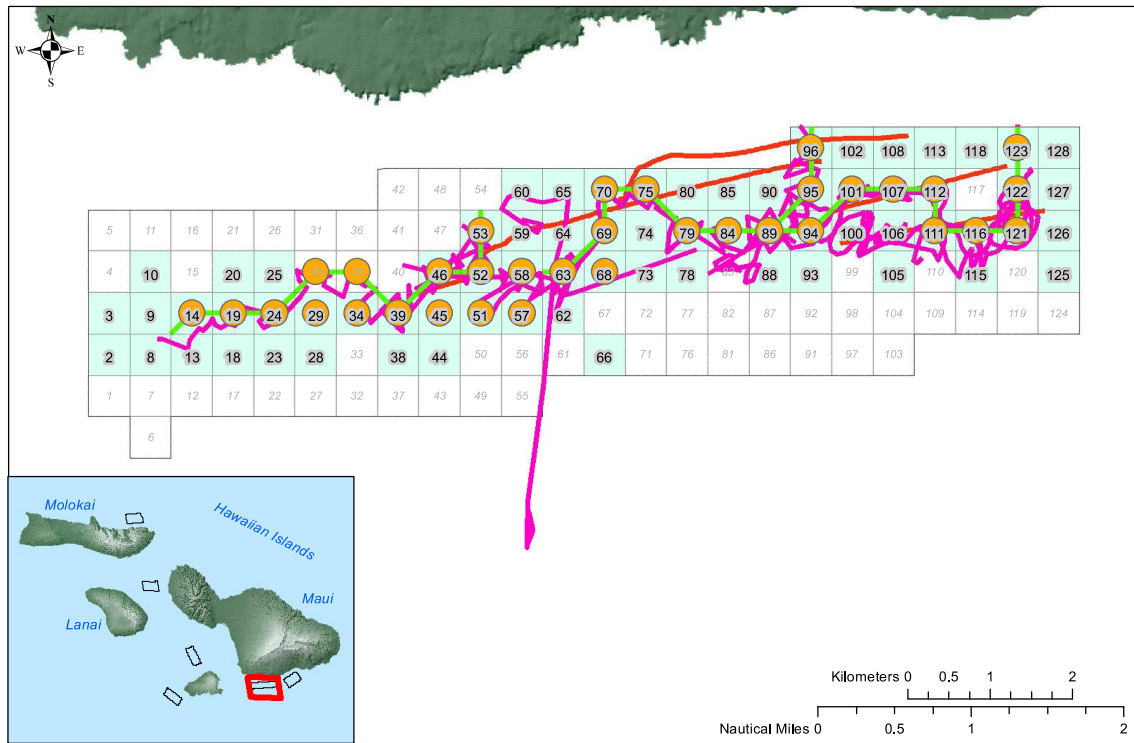 N
W E
S
96 102 108 113 118 123 128
42 48 54 60 65 70 75 80 85 90 95 101 107 112 117 122 127
5 11 16 21 26 31 36 41 47 53 59 64 69 74 79 84 89 94 100 106 111 116 121 126
4 10 15 20 25 40 46 52 58 63 68 73 78 83 88 93 99 105 110 115 120 125
3 9 14 19 24 29 34 39 45 51 57 62 67 72 77 82 87 92 98 104 109 114 119 124
2 8 13 18 23 28 33 38 44 50 56 61 66 71 76 81 86 91 97 103
1 7 12 17 22 27 32 37 43 49 55
6
Molokai
Hawaiian Islands
Maui
Lanai
Kilometers 0 0.5 1 2
Nautical Miles 0 0.5 1 2